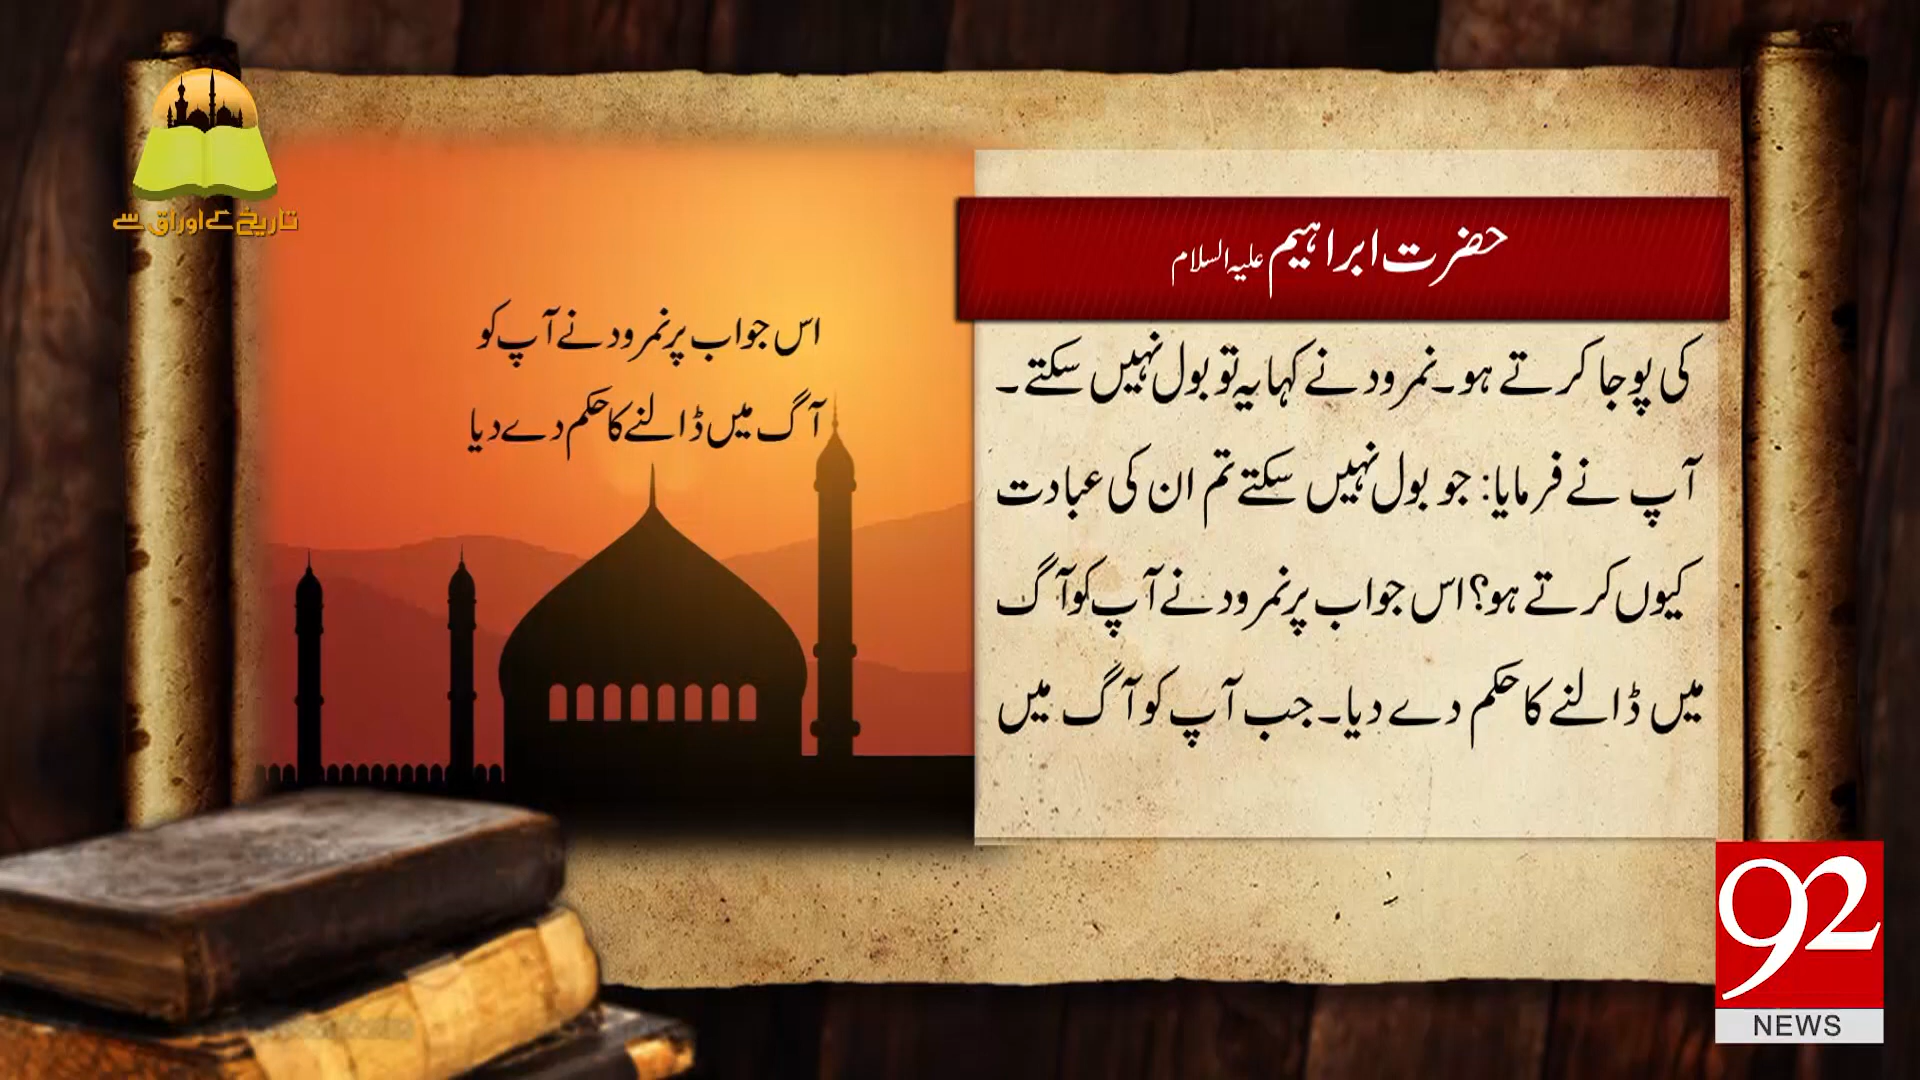 تاریخ کے اوراق سے
حضرت ابراہیم علیہ السلام
کی پوجا کرتے ہو۔ نمرود نے کہا یہ تو بول نہیں سکتے۔
آپ نے فرمایا: جو بول نہیں سکتے تم ان کی عبادت
کیوں کرتے ہو؟ اس جواب پر نمرود نے آپ کو آگ
میں ڈالنے کا حکم دے دیا۔ جب آپ کو آگ میں
اس جواب پر نمرود نے آپ کو
آگ میں ڈالنے کا حکم دے دیا
92
NEWS